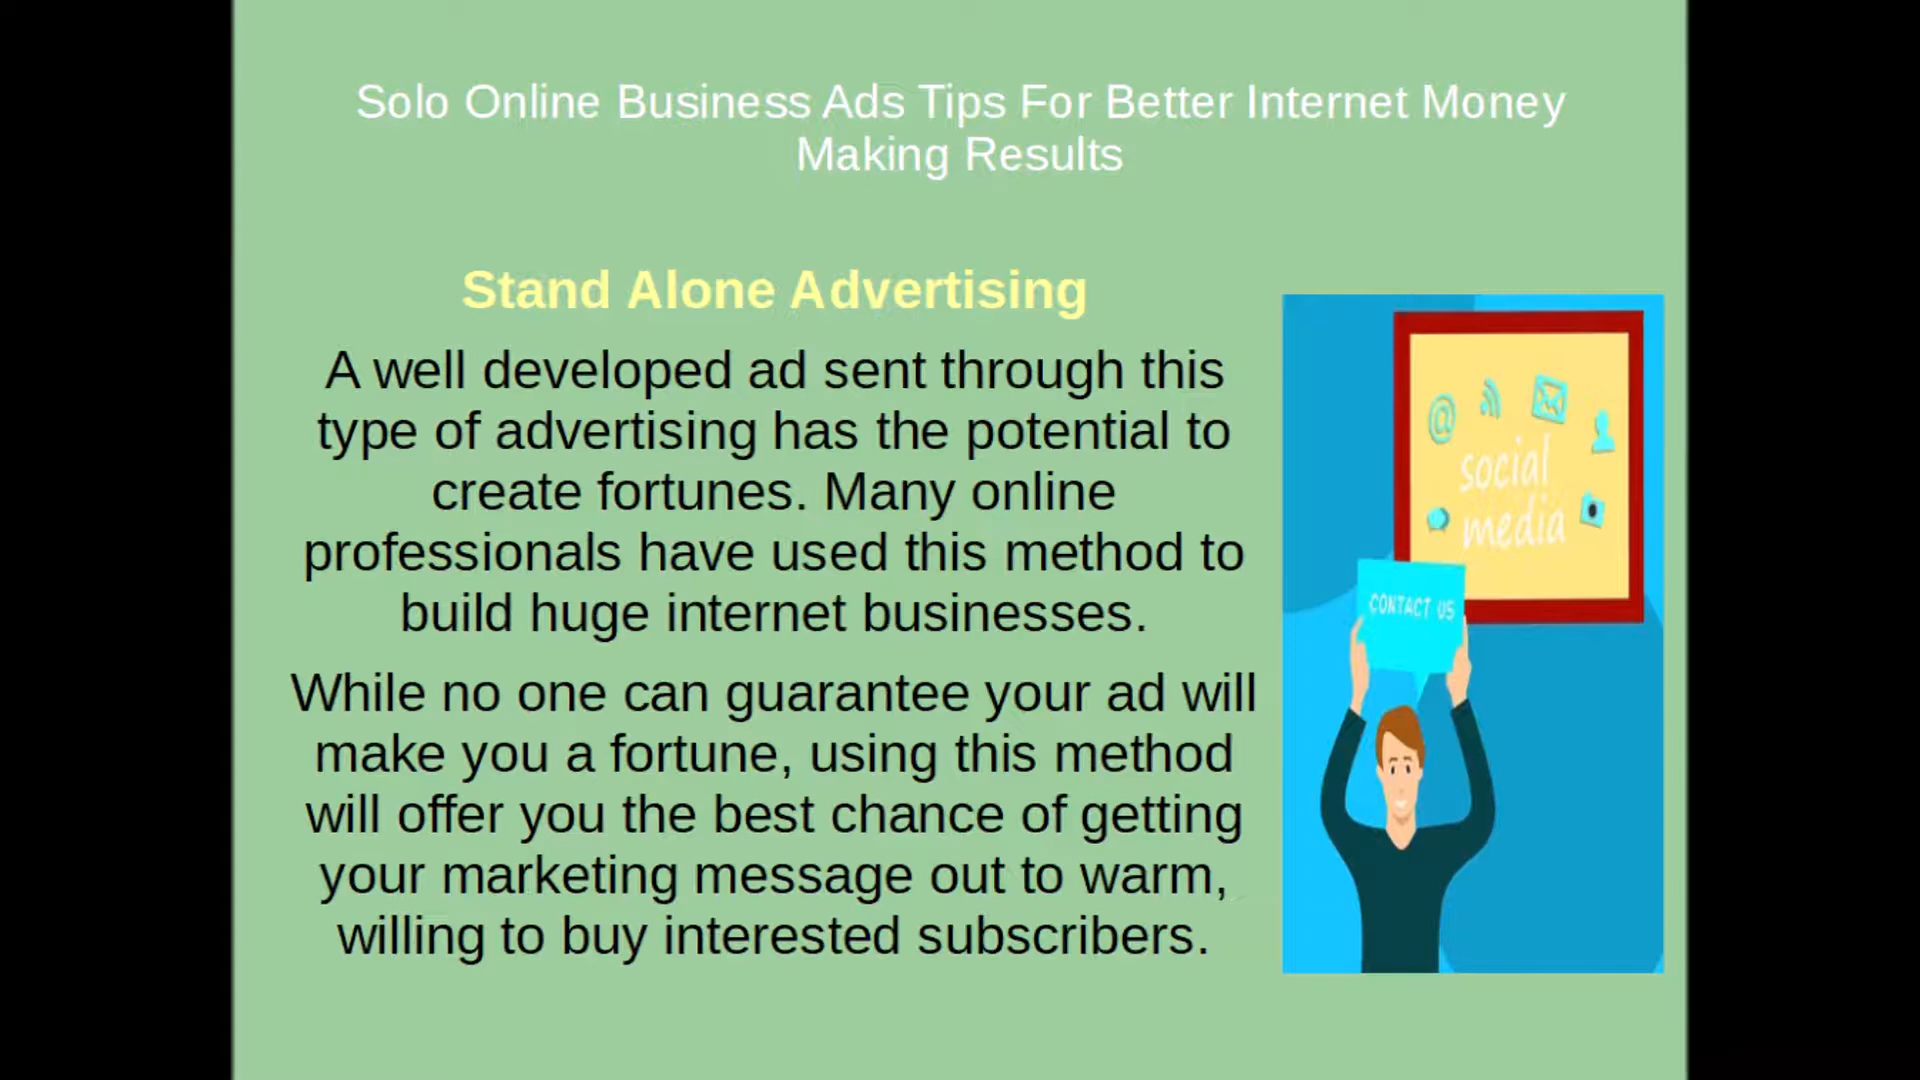 Solo Online Business Ads Tips For Better Internet Money
Making Results
Stand Alone Advertising
A well developed ad sent through this
type of advertising has the potential to
create fortunes. Many online
professionals have used this method to
build huge internet businesses.
While no one can guarantee your ad will
make you a fortune, using this method
will offer you the best chance of getting
your marketing message out to warm,
willing to buy interested subscribers.
@
social
media
CONTACT US